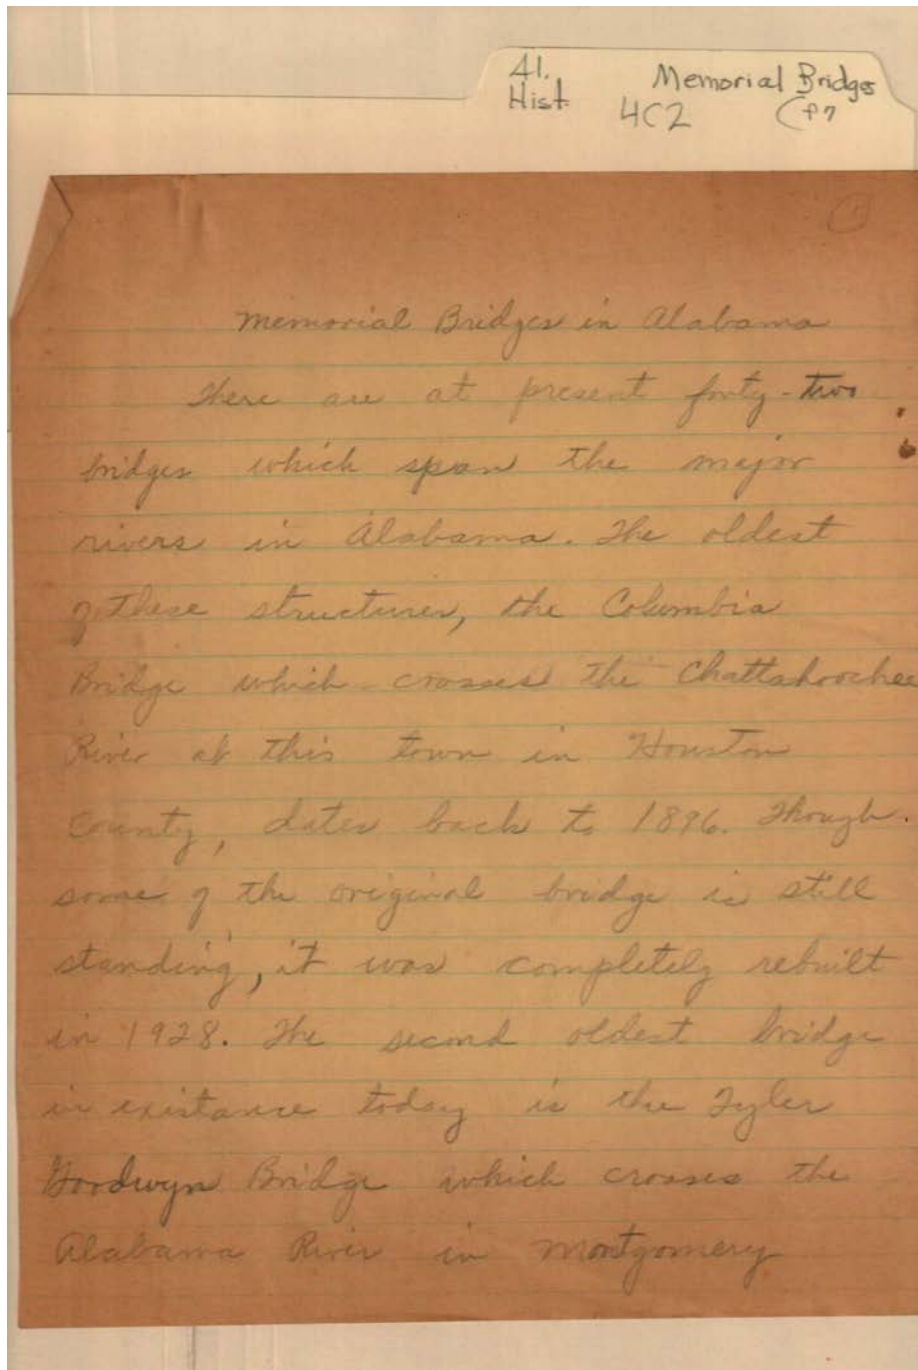 41. Memorial Bridges
Hist. 4C2 (P7
1
Memorial Bridges in Alabama
There are at present forty-two
bridges which span the major
rivers in Alabama. The oldest
of these structures, the Columbia
Bridge which crosses the Chattahoochee
River at this town in Houston
County, dates back to 1896. Though
some of the original bridge is still
standing, it was completely rebuilt
in 1928. The second oldest bridge
in existance today is the Tyler
Goodwyn Bridge which crosses the
Alabama River in Montgomery